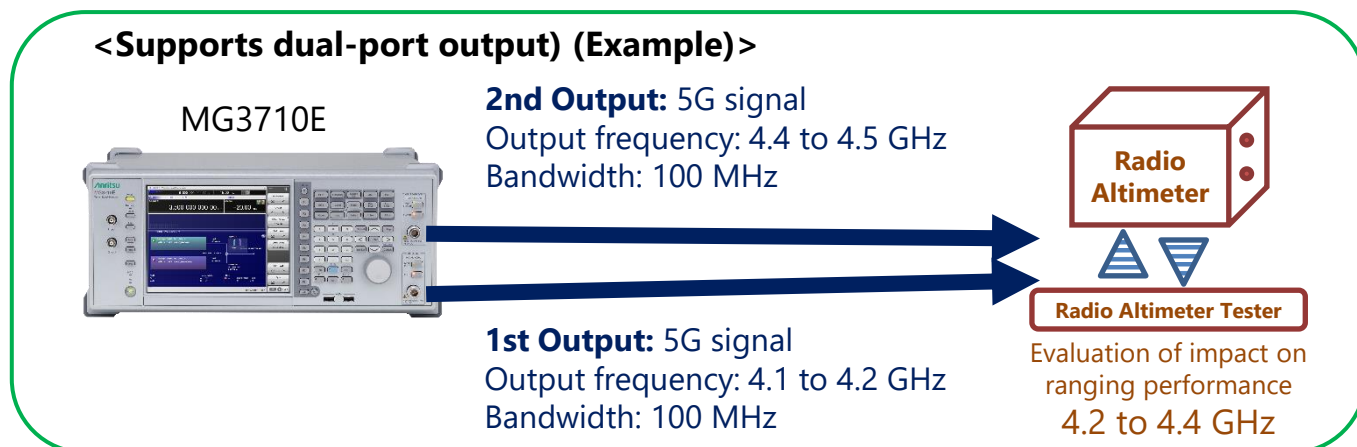 <Supports dual-port output) (Example)>
MG3710E
2nd Output: 5G signal
Output frequency: 4.4 to 4.5 GHz
Bandwidth: 100 MHz
Anritsu
Radio
Altimeter
Radio Altimeter Tester
1st Output: 5G signal
Output frequency: 4.1 to 4.2 GHz
Bandwidth: 100 MHz
Evaluation of impact on
ranging performance
4.2 to 4.4 GHz